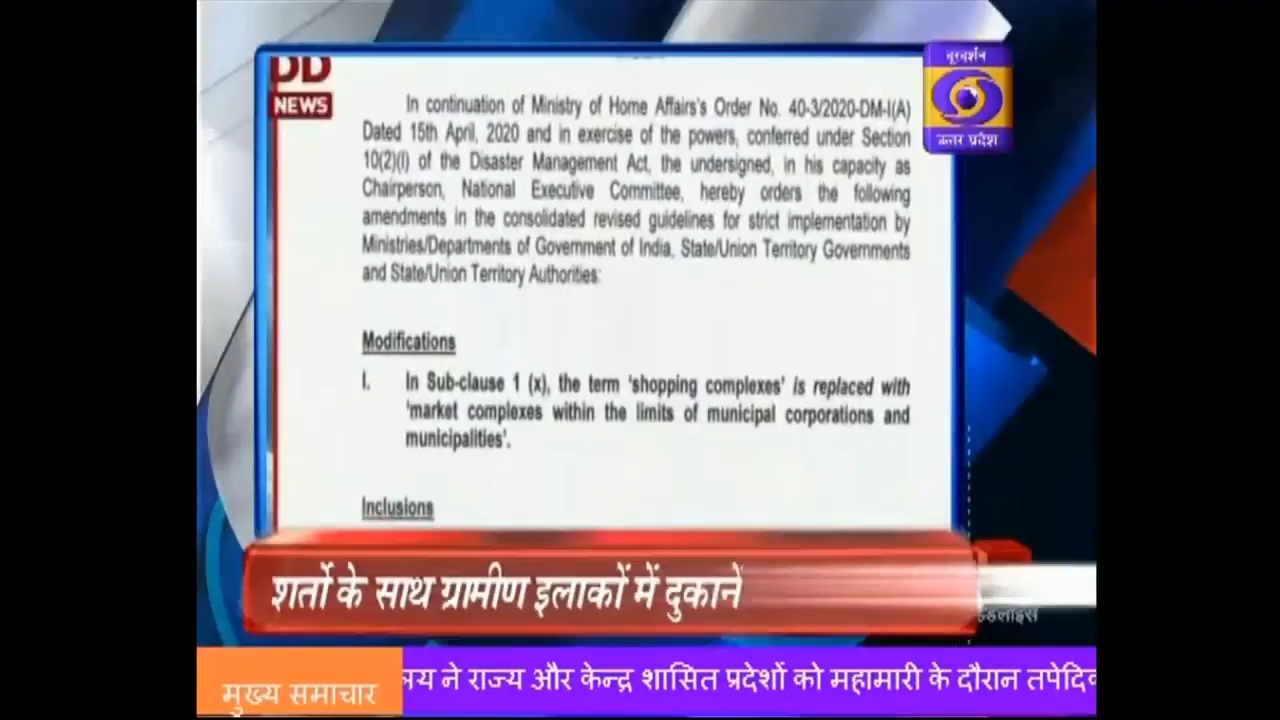 DD
NEWS
दूरदर्शन
उत्तर प्रदेश
In continuation of Ministry of Home Affairs's Order No. 40-3/2020-DM-I(A)
Dated 15th April, 2020 and in exercise of the powers, conferred under Section
10(2)(l) of the Disaster Management Act, the undersigned, in his capacity as
Chairperson, National Executive Committee, hereby orders the following
amendments in the consolidated revised guidelines for strict implementation by
Ministries/Departments of Government of India, State/Union Territory Governments
and State/Union Territory Authorities:
Modifications
I. In Sub-clause 1 (x), the term 'shopping complexes' is replaced with
'market complexes within the limits of municipal corporations and
municipalities'.
Inclusions
शर्तो के साथ ग्रामीण इलाकों में दुकानें
मुख्य समाचार
ने राज्य और केन्द्र शासित प्रदेशों को महामारी के दौरान